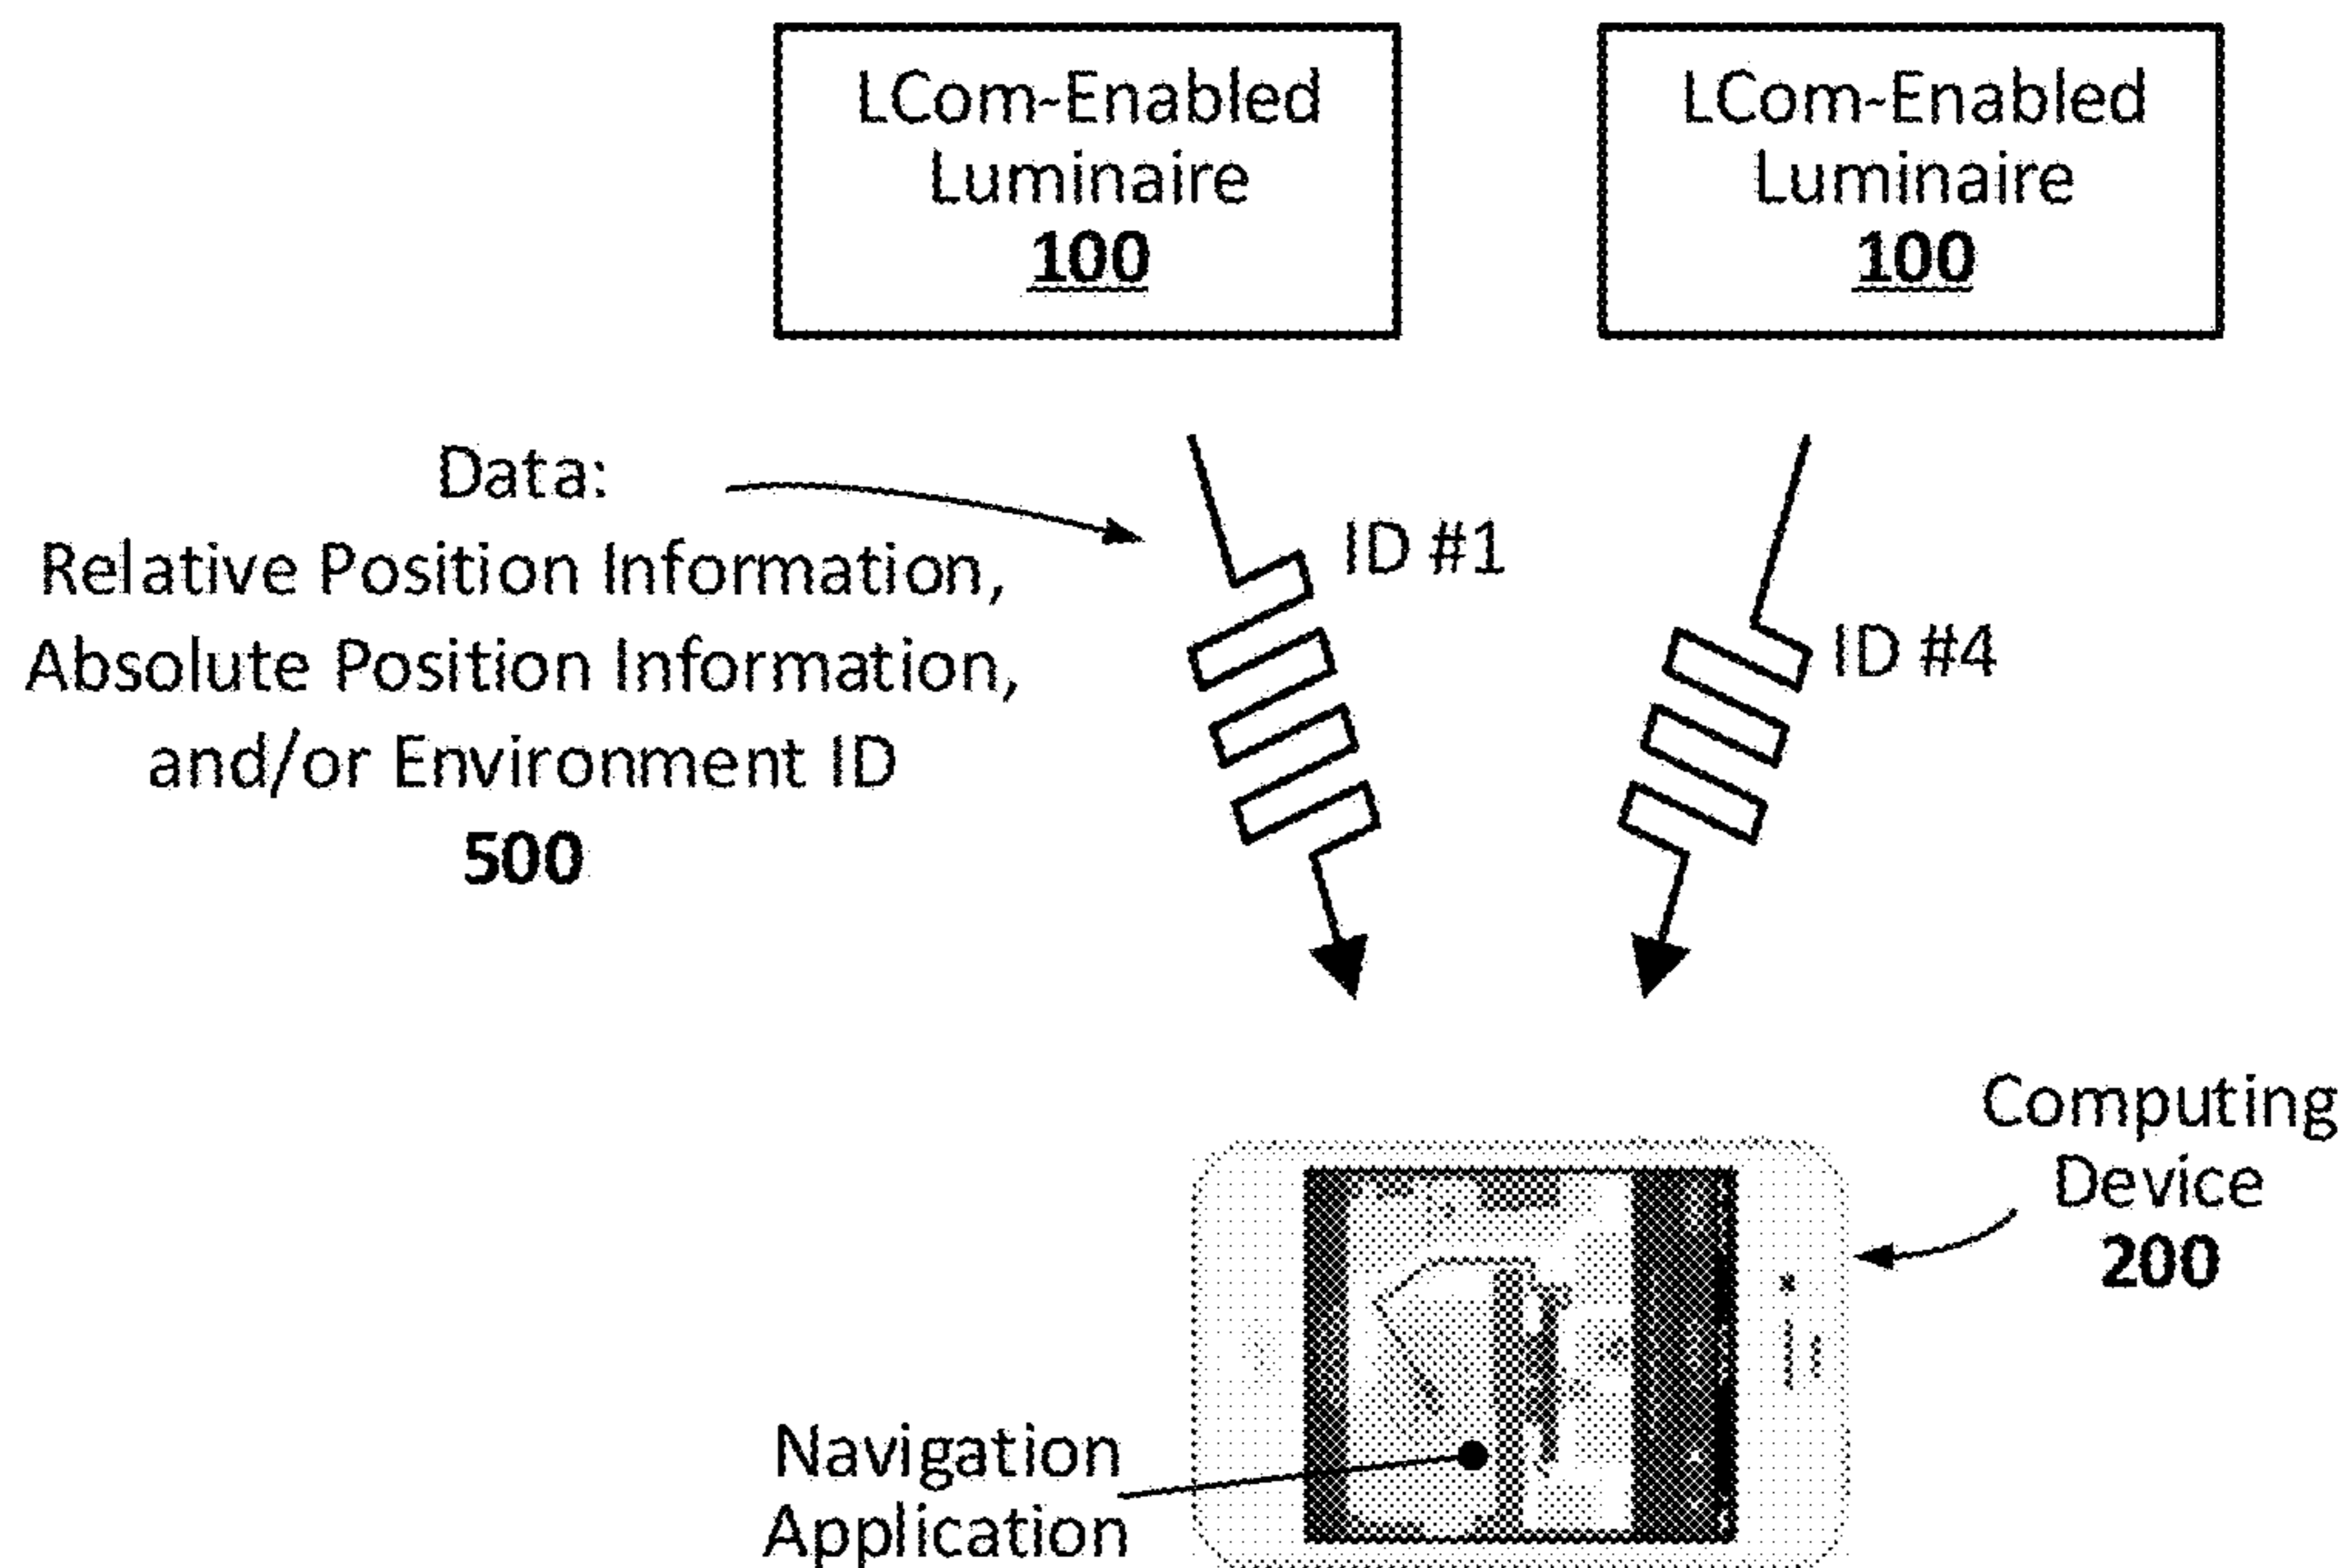 LCom-Enabled
Luminaire
100
LCom-Enabled
Luminaire
100
Data:
Relative Position Information,
Absolute Position Information,
and/or Environment ID
500
ID #1
ID #4
Computing
Device
200
Navigation
Application